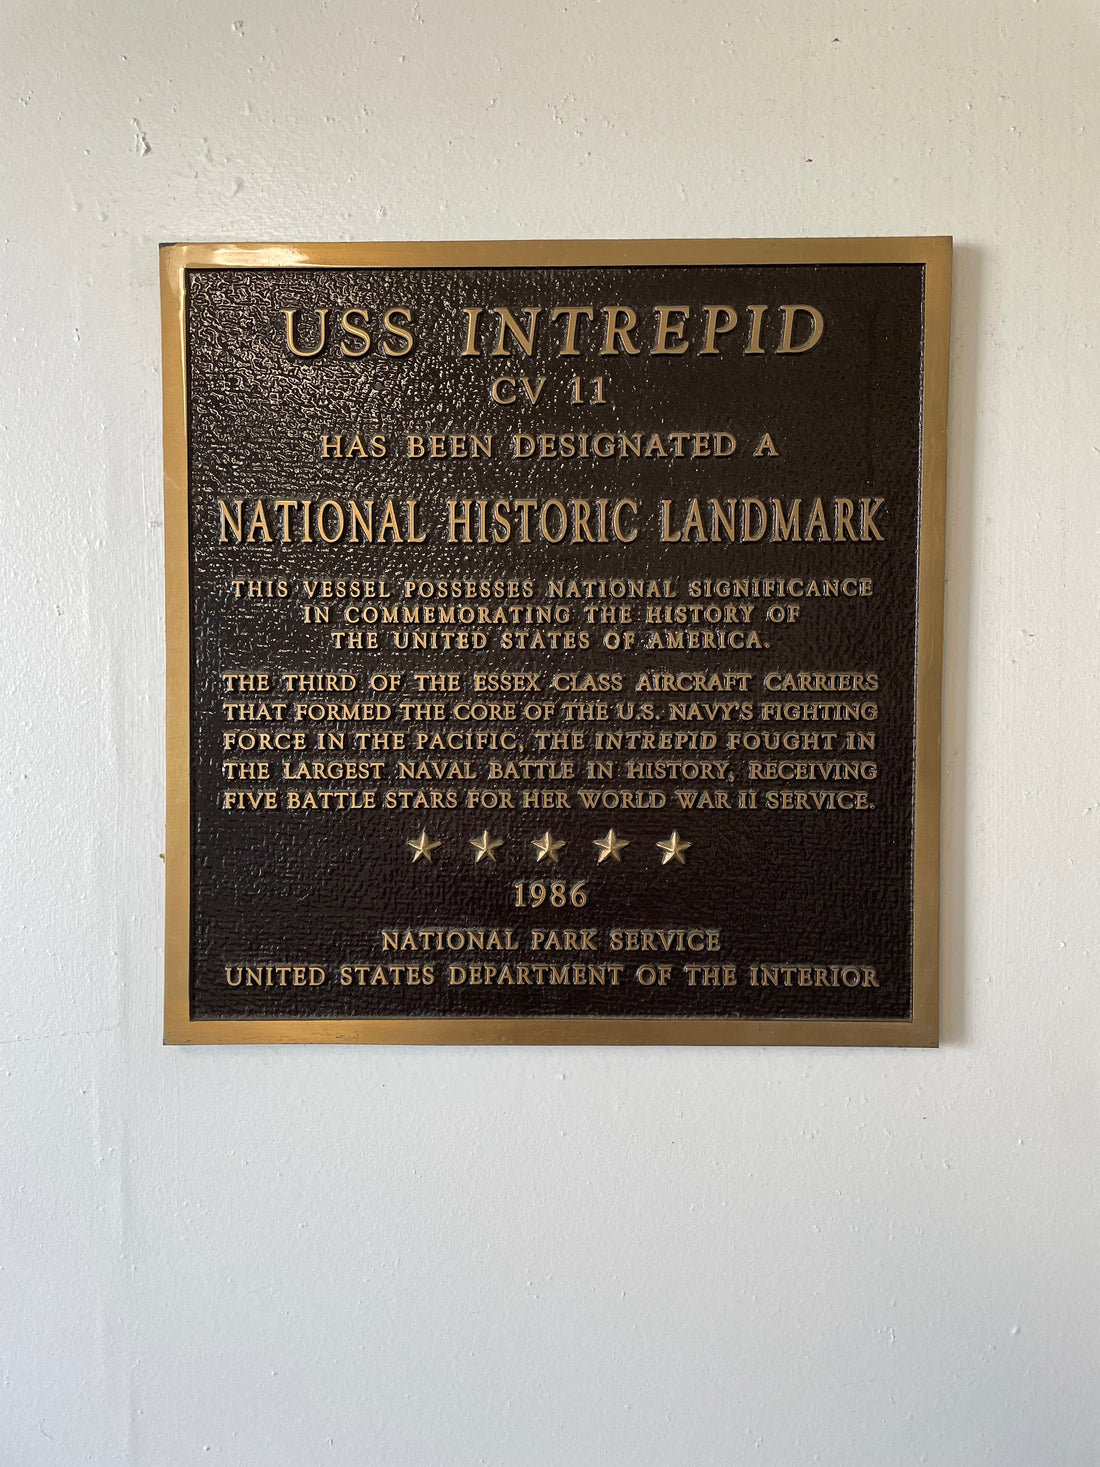 USS INTREPID
CV 11
HAS BEEN DESIGNATED A
NATIONAL HISTORIC LANDMARK
THIS VESSEL POSSESSES NATIONAL SIGNIFICANCE
IN COMMEMORATING THE HISTORY OF
THE UNITED STATES OF AMERICA.
THE THIRD OF THE ESSEX CLASS AIRCRAFT CARRIERS
THAT FORMED THE CORE OF THE U.S. NAVY'S FIGHTING
FORCE IN THE PACIFIC, THE INTREPID FOUGHT IN
THE LARGEST NAVAL BATTLE IN HISTORY, RECEIVING
FIVE BATTLE STARS FOR HER WORLD WAR II SERVICE.
1986
NATIONAL PARK SERVICE
UNITED STATES DEPARTMENT OF THE INTERIOR